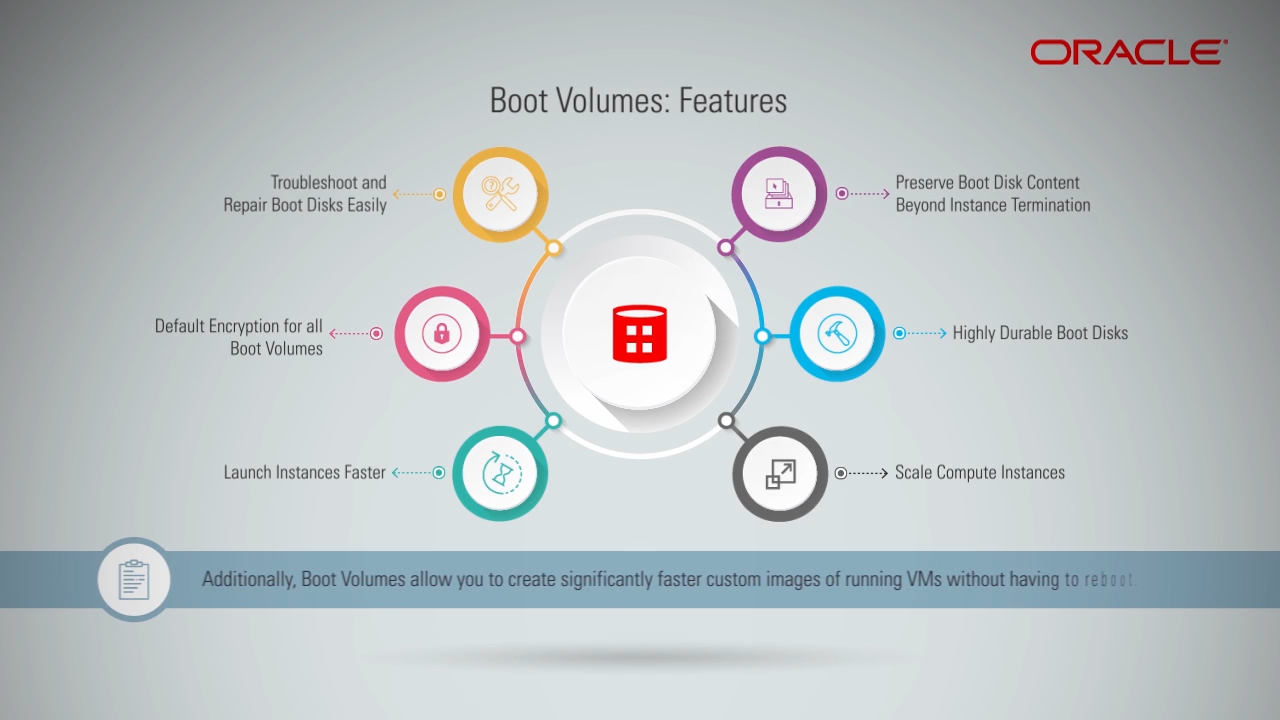 ORACLE
Boot Volumes: Features
Troubleshoot and
Repair Boot Disks Easily
Preserve Boot Disk Content
Beyond Instance Termination
Default Encryption for all
Boot Volumes
Highly Durable Boot Disks
Launch Instances Faster
Scale Compute Instances
Additionally, Boot Volumes allow you to create significantly faster custom images of running VMs without having to reboot.